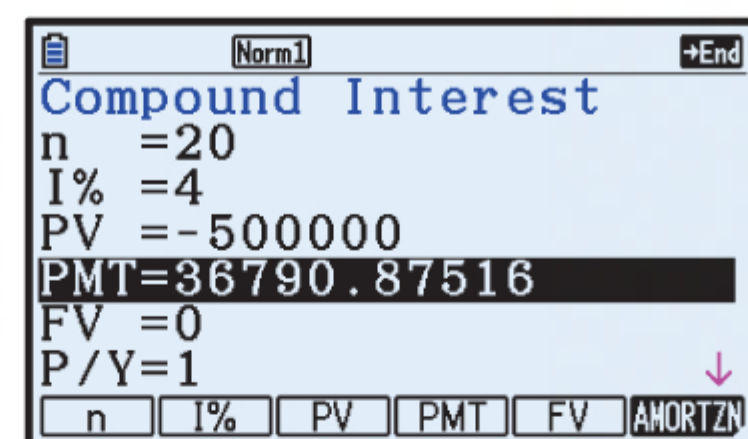 Norm1 →End
Compound Interest
n =20
I% =4
PV =-500000
PMT=36790.87516
FV =0
P/Y=1 ↓
n I% PV PMT FV AMORTZN